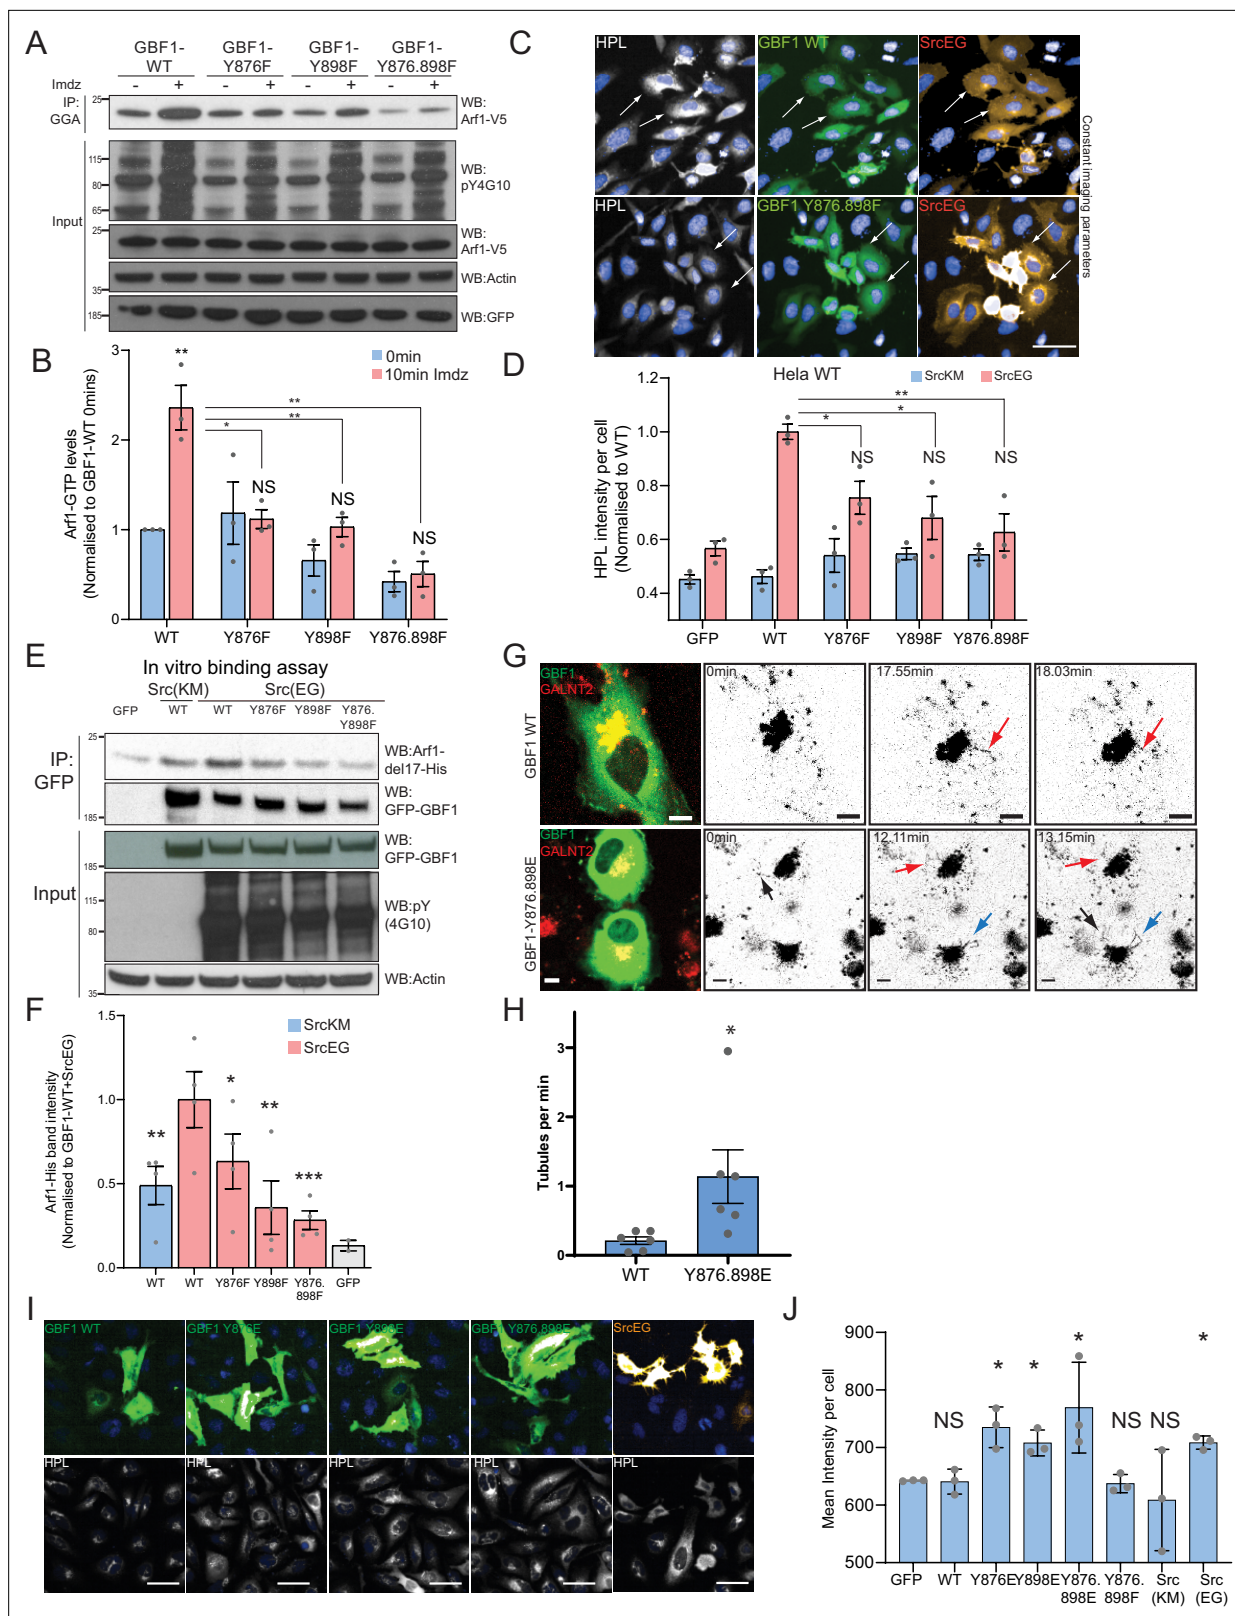 A
GBF1-
WT
GBF1-
Y876F
GBF1-
Y898F
GBF1-
Y876.898F
Imdz - + - + - + - +
IP:
GGA
25
WB:
Arf1-V5
115
80
65
WB:
pY4G10
Input
25
WB:
Arf1-V5
35
WB:Actin
185
WB:GFP
B
Arf1-GTP levels
(Normalised to GBF1-WT 0mins)
3
2
1
0
0min
10min Imdz
**
**
**
*
NS
NS
NS
WT Y876F Y898F Y876.898F
C
HPL
GBF1 WT
SrcEG
HPL
GBF1 Y876.898F
SrcEG
Constant imaging parameters
D
Hela WT
SrcKM
SrcEG
HPL intensity per cell
(Normalised to WT)
1.2
1.0
0.8
0.6
0.4
**
*
*
NS
NS
NS
GFP WT Y876F Y898F Y876.898F
E
In vitro binding assay
Src(KM) Src(EG)
GFP WT WT Y876F Y898F Y876.
Y898F
IP:
GFP
25
WB:Arf1-
del17-His
185
WB:
GFP-GBF1
Input
185
WB:
GFP-GBF1
115
80
WB:pY
(4G10)
35
WB:Actin
F
Arf1-His band intensity
(Normalised to GBF1-WT+SrcEG)
1.5
1.0
0.5
0.0
SrcKM
SrcEG
**
*
**
***
WT WT Y876F Y898F Y876.
898F GFP
G
GBF1 WT
GBF1
GALNT2
0min
17.55min
18.03min
GBF1-Y876.898E
GBF1
GALNT2
0min
12.11min
13.15min
H
Tubules per min
3
2
1
0
*
WT Y876.898E
I
GBF1 WT
GBF1 Y876E
GBF1 Y898E
GBF1 Y876.898E
SrcEG
HPL
HPL
HPL
HPL
HPL
J
Mean Intensity per cell
900
800
700
600
500
NS
*
*
*
NS
NS
*
GFP WT Y876E Y898E Y876.
898E Y876.
898F Src
(KM) Src
(EG)